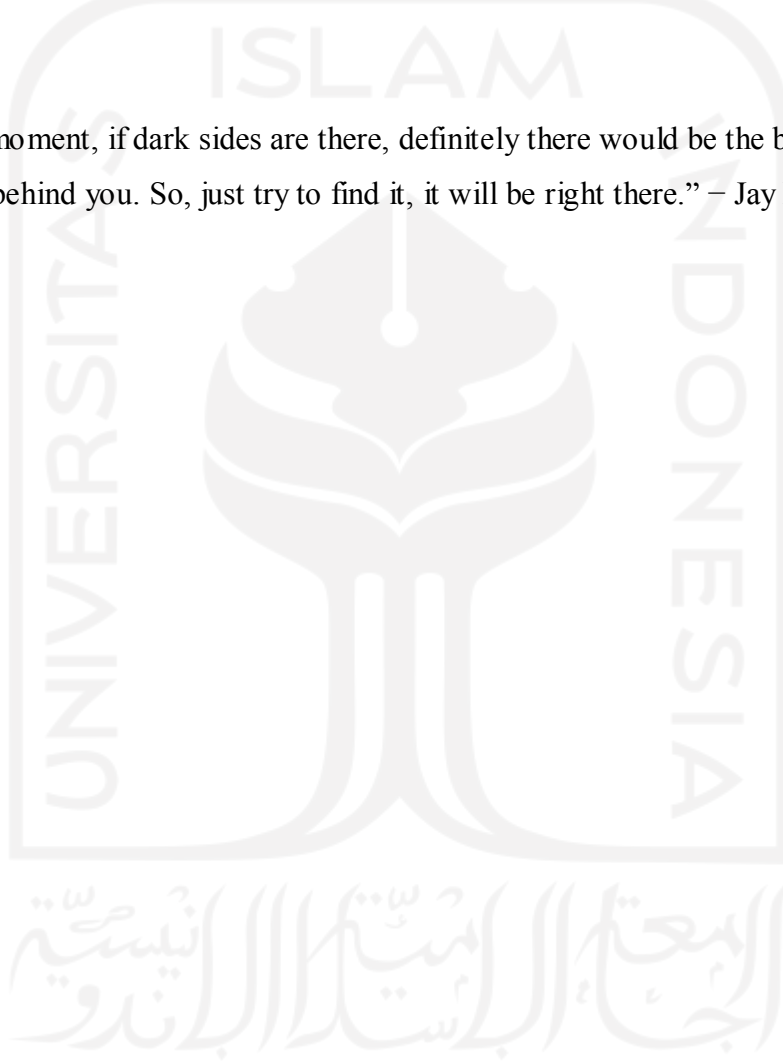 ISLAM
moment, if dark sides are there, definitely there would be the b
behind you. So, just try to find it, it will be right there.” − Jay
UNIVERSITAS
INDONESIA